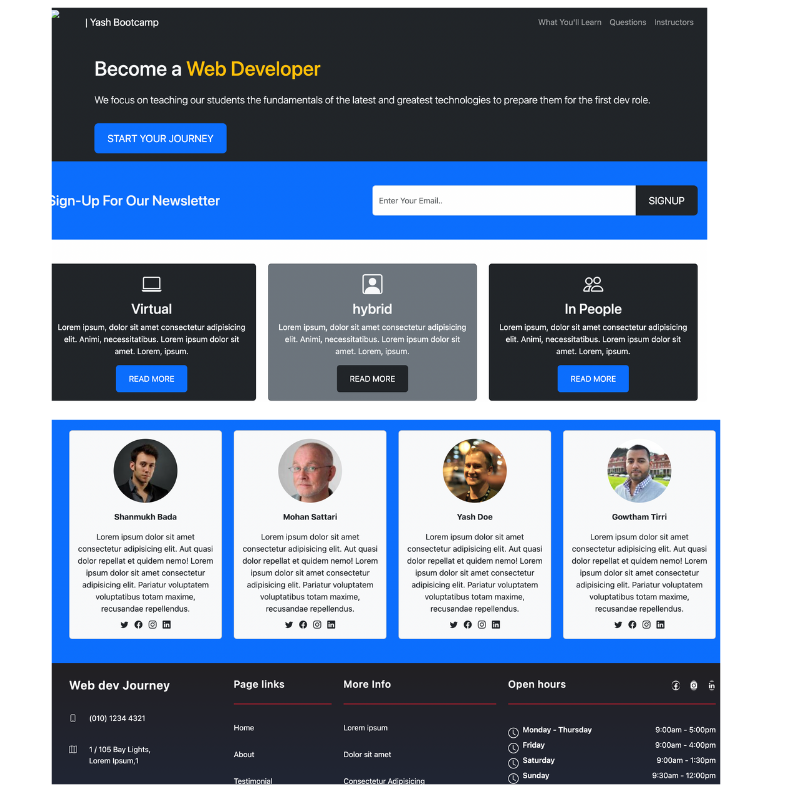 | Yash Bootcamp
What You'll Learn Questions Instructors
Become a Web Developer
We focus on teaching our students the fundamentals of the latest and greatest technologies to prepare them for the first dev role.
START YOUR JOURNEY
Sign-Up For Our Newsletter
Enter Your Email..
SIGNUP
Virtual
Lorem ipsum, dolor sit amet consectetur adipisicing
elit. Animi, necessitatibus. Lorem ipsum dolor sit
amet. Lorem, ipsum.
READ MORE
hybrid
Lorem ipsum, dolor sit amet consectetur adipisicing
elit. Animi, necessitatibus. Lorem ipsum dolor sit
amet. Lorem, ipsum.
READ MORE
In People
Lorem ipsum, dolor sit amet consectetur adipisicing
elit. Animi, necessitatibus. Lorem ipsum dolor sit
amet. Lorem, ipsum.
READ MORE
Shanmukh Bada
Lorem ipsum dolor sit amet
consectetur adipisicing elit. Aut quasi
dolor repellat et quidem nemo! Lorem
ipsum dolor sit amet consectetur
adipisicing elit. Pariatur voluptatem
voluptatibus totam maxime,
recusandae repellendus.
Mohan Sattari
Lorem ipsum dolor sit amet
consectetur adipisicing elit. Aut quasi
dolor repellat et quidem nemo! Lorem
ipsum dolor sit amet consectetur
adipisicing elit. Pariatur voluptatem
voluptatibus totam maxime,
recusandae repellendus.
Yash Doe
Lorem ipsum dolor sit amet
consectetur adipisicing elit. Aut quasi
dolor repellat et quidem nemo! Lorem
ipsum dolor sit amet consectetur
adipisicing elit. Pariatur voluptatem
voluptatibus totam maxime,
recusandae repellendus.
Gowtham Tirri
Lorem ipsum dolor sit amet
consectetur adipisicing elit. Aut quasi
dolor repellat et quidem nemo! Lorem
ipsum dolor sit amet consectetur
adipisicing elit. Pariatur voluptatem
voluptatibus totam maxime,
recusandae repellendus.
Web dev Journey
(010) 1234 4321
1 / 105 Bay Lights,
Lorem Ipsum,1
Page links
Home
About
Testimonial
More Info
Lorem ipsum
Dolor sit amet
Consectetur Adipisicing
Open hours
Monday - Thursday 9:00am - 5:00pm
Friday 9:00am - 4:00pm
Saturday 9:00am - 1:30pm
Sunday 9:30am - 12:00pm